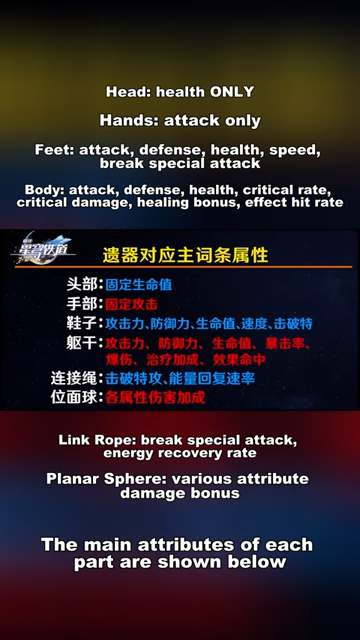 Head: health ONLY
Hands: attack only
Feet: attack, defense, health, speed,
break special attack
Body: attack, defense, health, critical rate,
critical damage, healing bonus, effect hit rate
崩坏
星穹铁道
遗器对应主词条属性
头部:固定生命值
手部:固定攻击
鞋子:攻击力、防御力、生命值、速度、击破特
躯干:攻击力、防御力、生命值、暴击率、
爆伤、治疗加成、效果命中
连接绳:击破特攻、能量回复速率
位面球:各属性伤害加成
Link Rope: break special attack,
energy recovery rate
Planar Sphere: various attribute
damage bonus
The main attributes of each
part are shown below